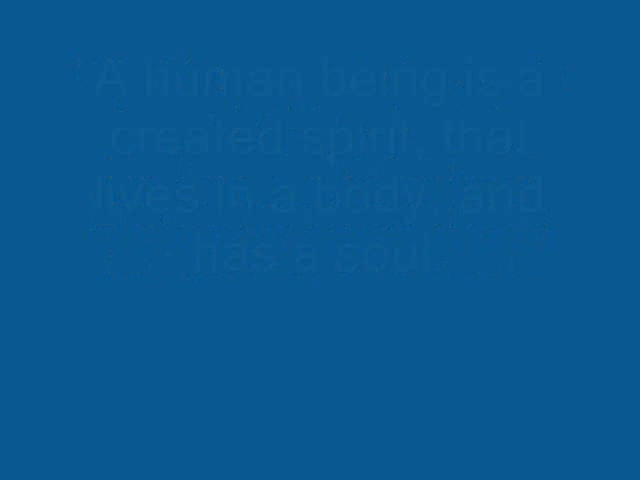 A Human being is a
created spirit, that
lives in a body, and
has a soul.